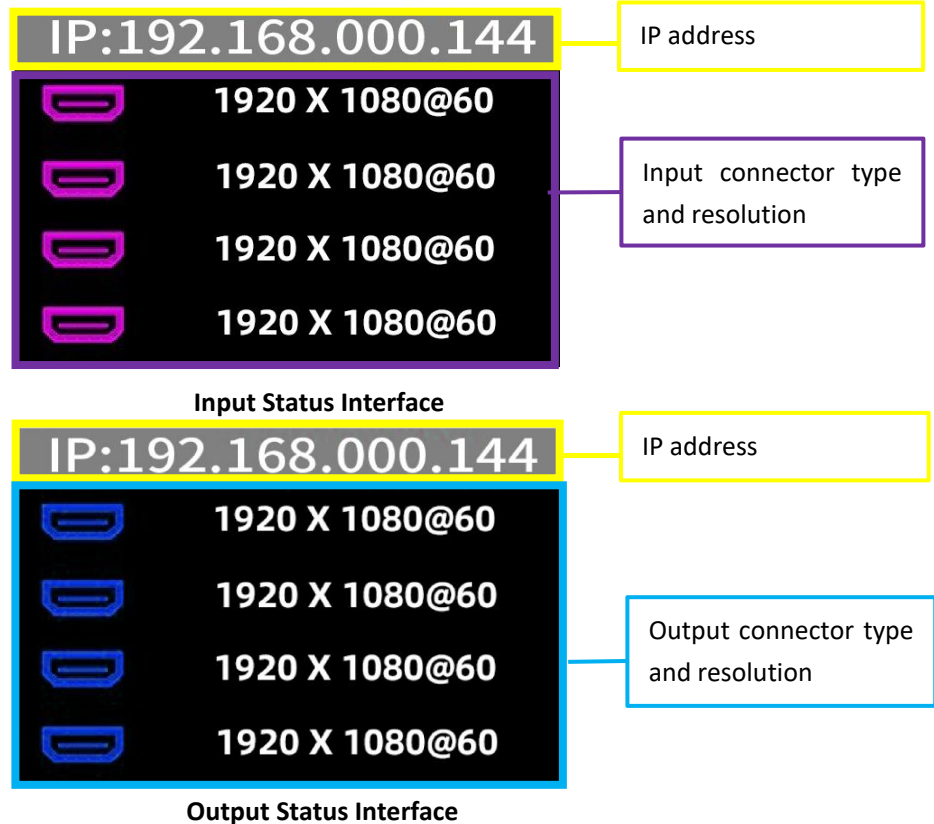 IP:192.168.000.144
IP address
1920 X 1080@60
1920 X 1080@60
1920 X 1080@60
1920 X 1080@60
Input connector type
and resolution
Input Status Interface
IP:192.168.000.144
IP address
1920 X 1080@60
1920 X 1080@60
1920 X 1080@60
1920 X 1080@60
Output connector type
and resolution
Output Status Interface